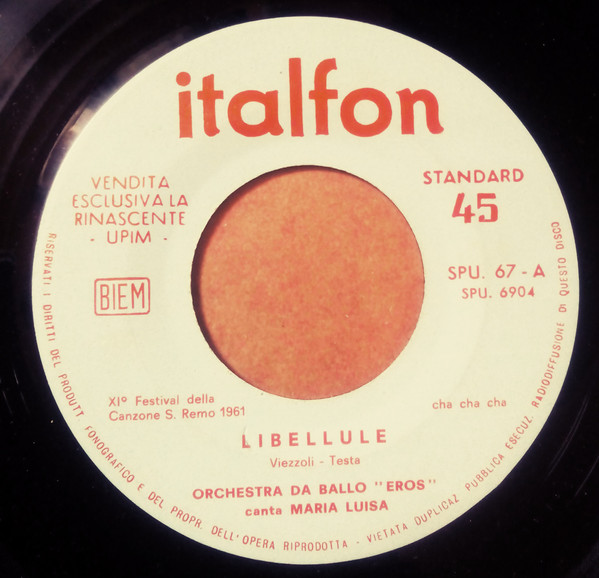 italfon
VENDITA
ESCLUSIVA LA
RINASCENTE
- UPIM -
STANDARD
45
BIEM
SPU. 67 - A
SPU. 6904
XIº Festival della
Canzone S. Remo 1961
cha cha cha
LIBELLULE
Viezzoli - Testa
ORCHESTRA DA BALLO "EROS"
canta MARIA LUISA
RISERVATI I DIRITTI DEL PRODUTT FONOGRAFICO E DEL PROPR. DELL'OPERA RIPRODOTTA - VIETATA DUPLICAZ PUBBLICA ESECUZ. RADIODIFFUSIONE DI QUESTO DISCO